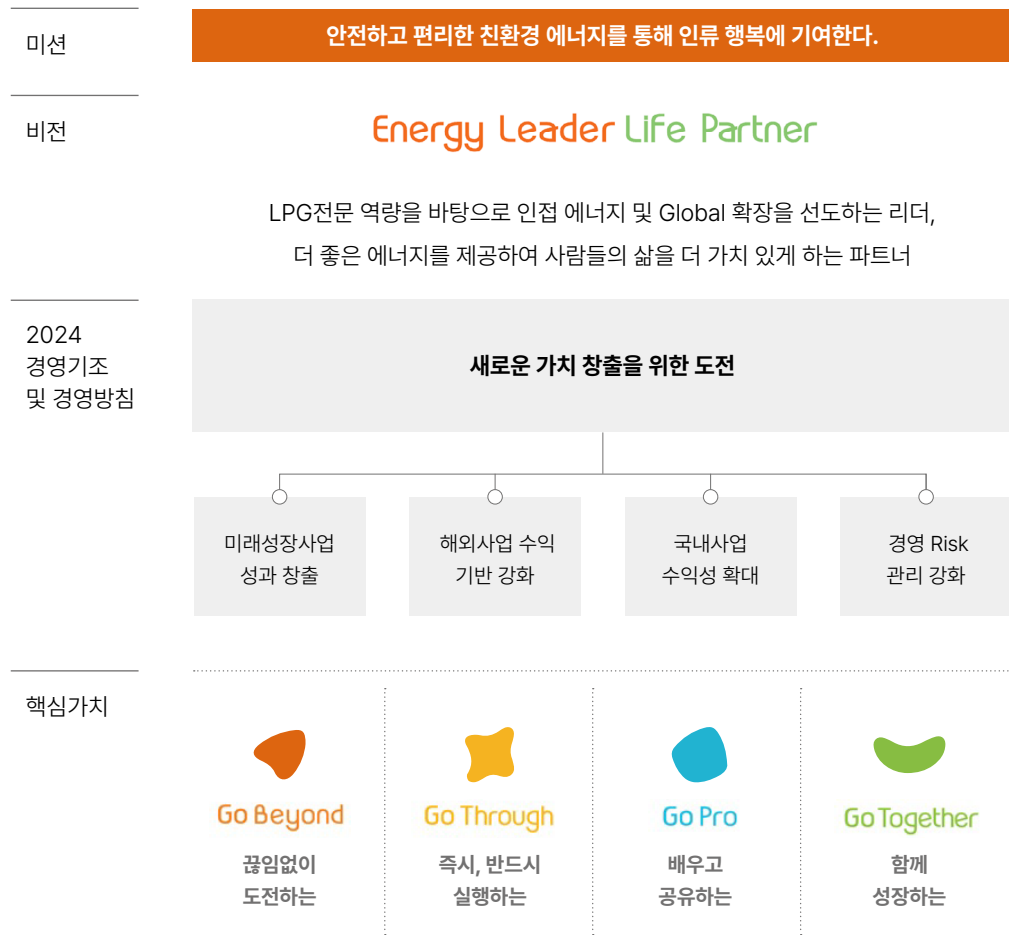 미션
안전하고 편리한 친환경 에너지를 통해 인류 행복에 기여한다.
비전
Energy Leader Life Partner
LPG전문 역량을 바탕으로 인접 에너지 및 Global 확장을 선도하는 리더,
더 좋은 에너지를 제공하여 사람들의 삶을 더 가치 있게 하는 파트너
2024
경영기조
및 경영방침
새로운 가치 창출을 위한 도전
미래성장사업
성과 창출
해외사업 수익
기반 강화
국내사업
수익성 확대
경영 Risk
관리 강화
핵심가치
Go Beyond
끊임없이
도전하는
Go Through
즉시, 반드시
실행하는
Go Pro
배우고
공유하는
Go Together
함께
성장하는